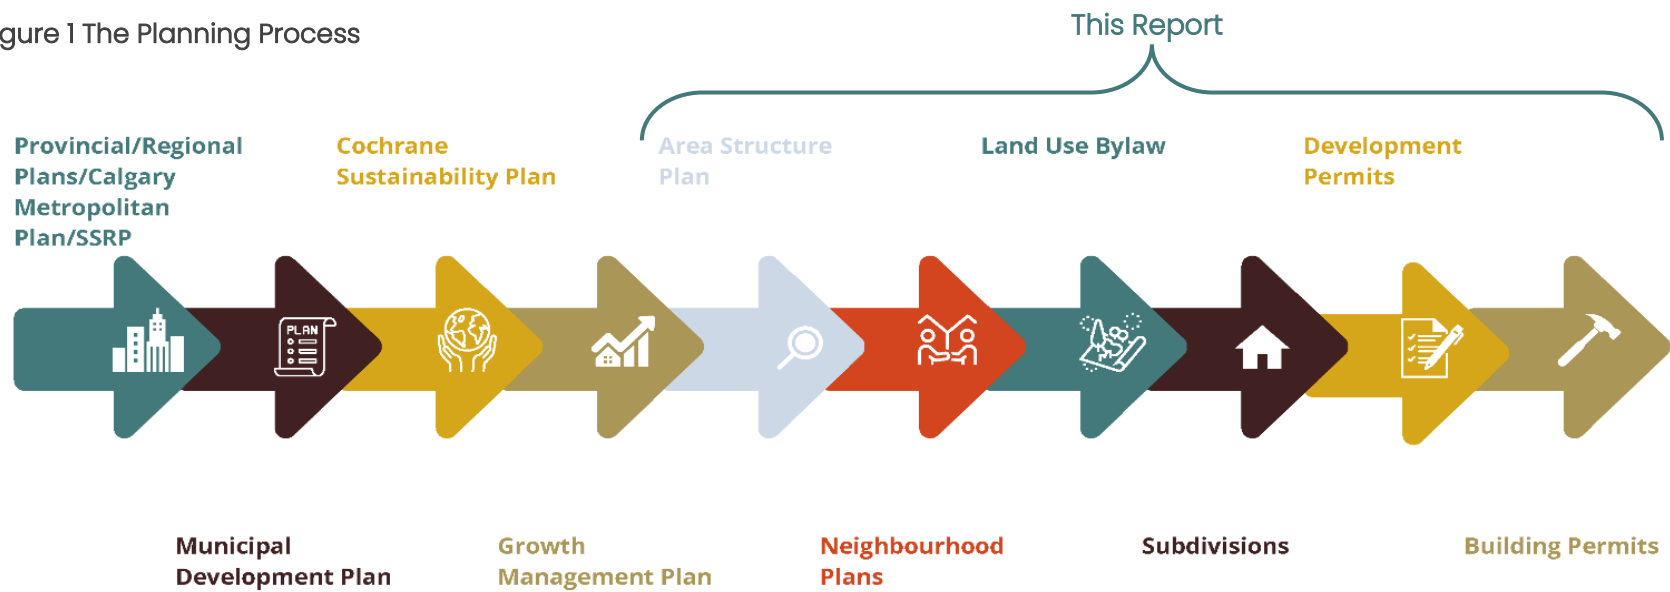 gure 1 The Planning Process
This Report
Provincial/Regional
Plans/Calgary
Metropolitan
Plan/SSRP
Cochrane
Sustainability Plan
Area Structure
Plan
Land Use Bylaw
Development
Permits
PLAN
Municipal
Development Plan
Growth
Management Plan
Neighbourhood
Plans
Subdivisions
Building Permits